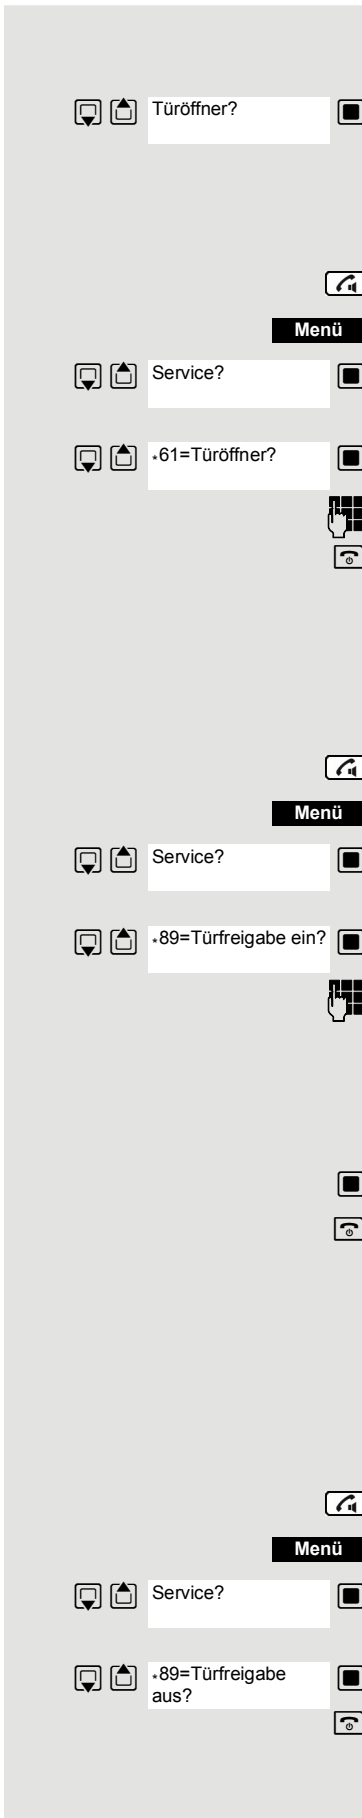 Türöffner?
Menü
Service?
*61=Türöffner?
Menü
Service?
*89=Türfreigabe ein?
Menü
Service?
*89=Türfreigabe
aus?